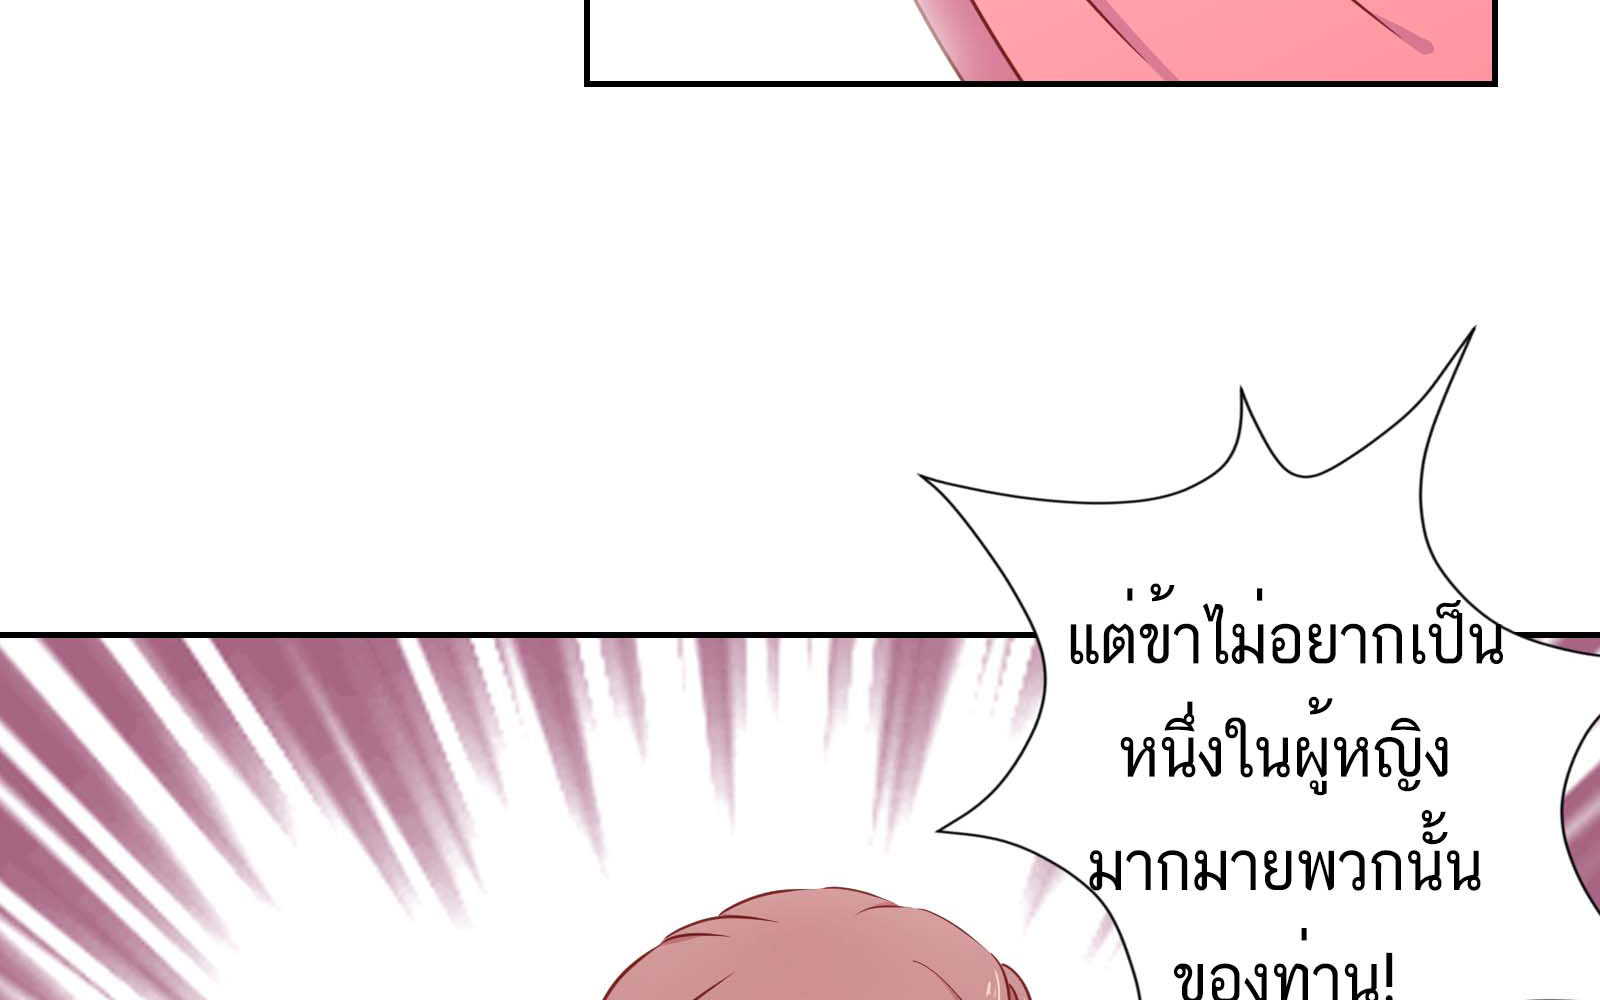 แต่ข้าไม่อยากเป็น
หนึ่งในผู้หญิง
มากมายพวกนั้น
ของท่าน!